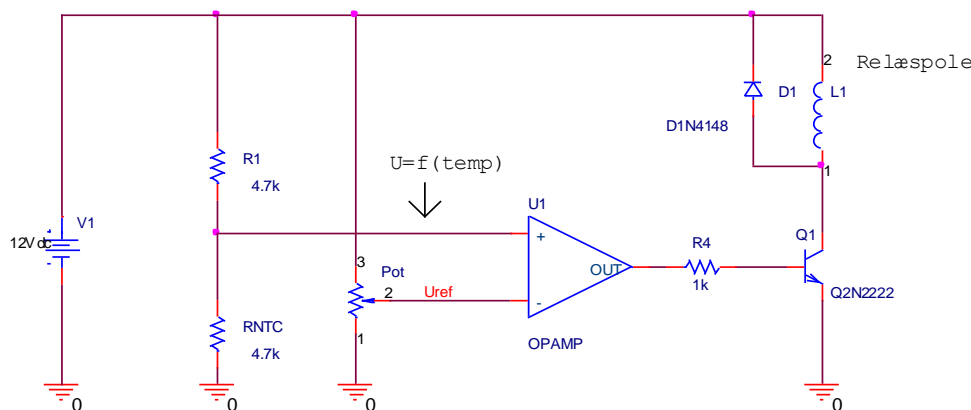 2
Relæspole
D1
L1
D1N4148
R1
4.7k
U=f(temp)
1
U1
V1
12Vdc
+
R4
Q1
3
Pot
OUT
2
Uref
1k
-
Q2N2222
RNTC
4.7k
1
OPAMP
0
0
0
0